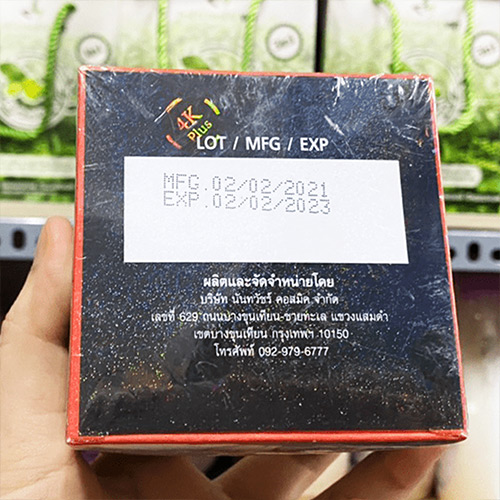 4K
Plus
LOT / MFG / EXP
MFG.02/02/2021
EXP.02/02/2023
ผลิตและจัดจำหน่ายโดย
บริษัท นันทวัชร์ คอสมิค จำกัด
เลขที่ 629 ถนนบางขุนเทียน-ชายทะเล แขวงแสมดำ
เขตบางขุนเทียน กรุงเทพฯ 10150
โทรศัพท์ 092-979-6777